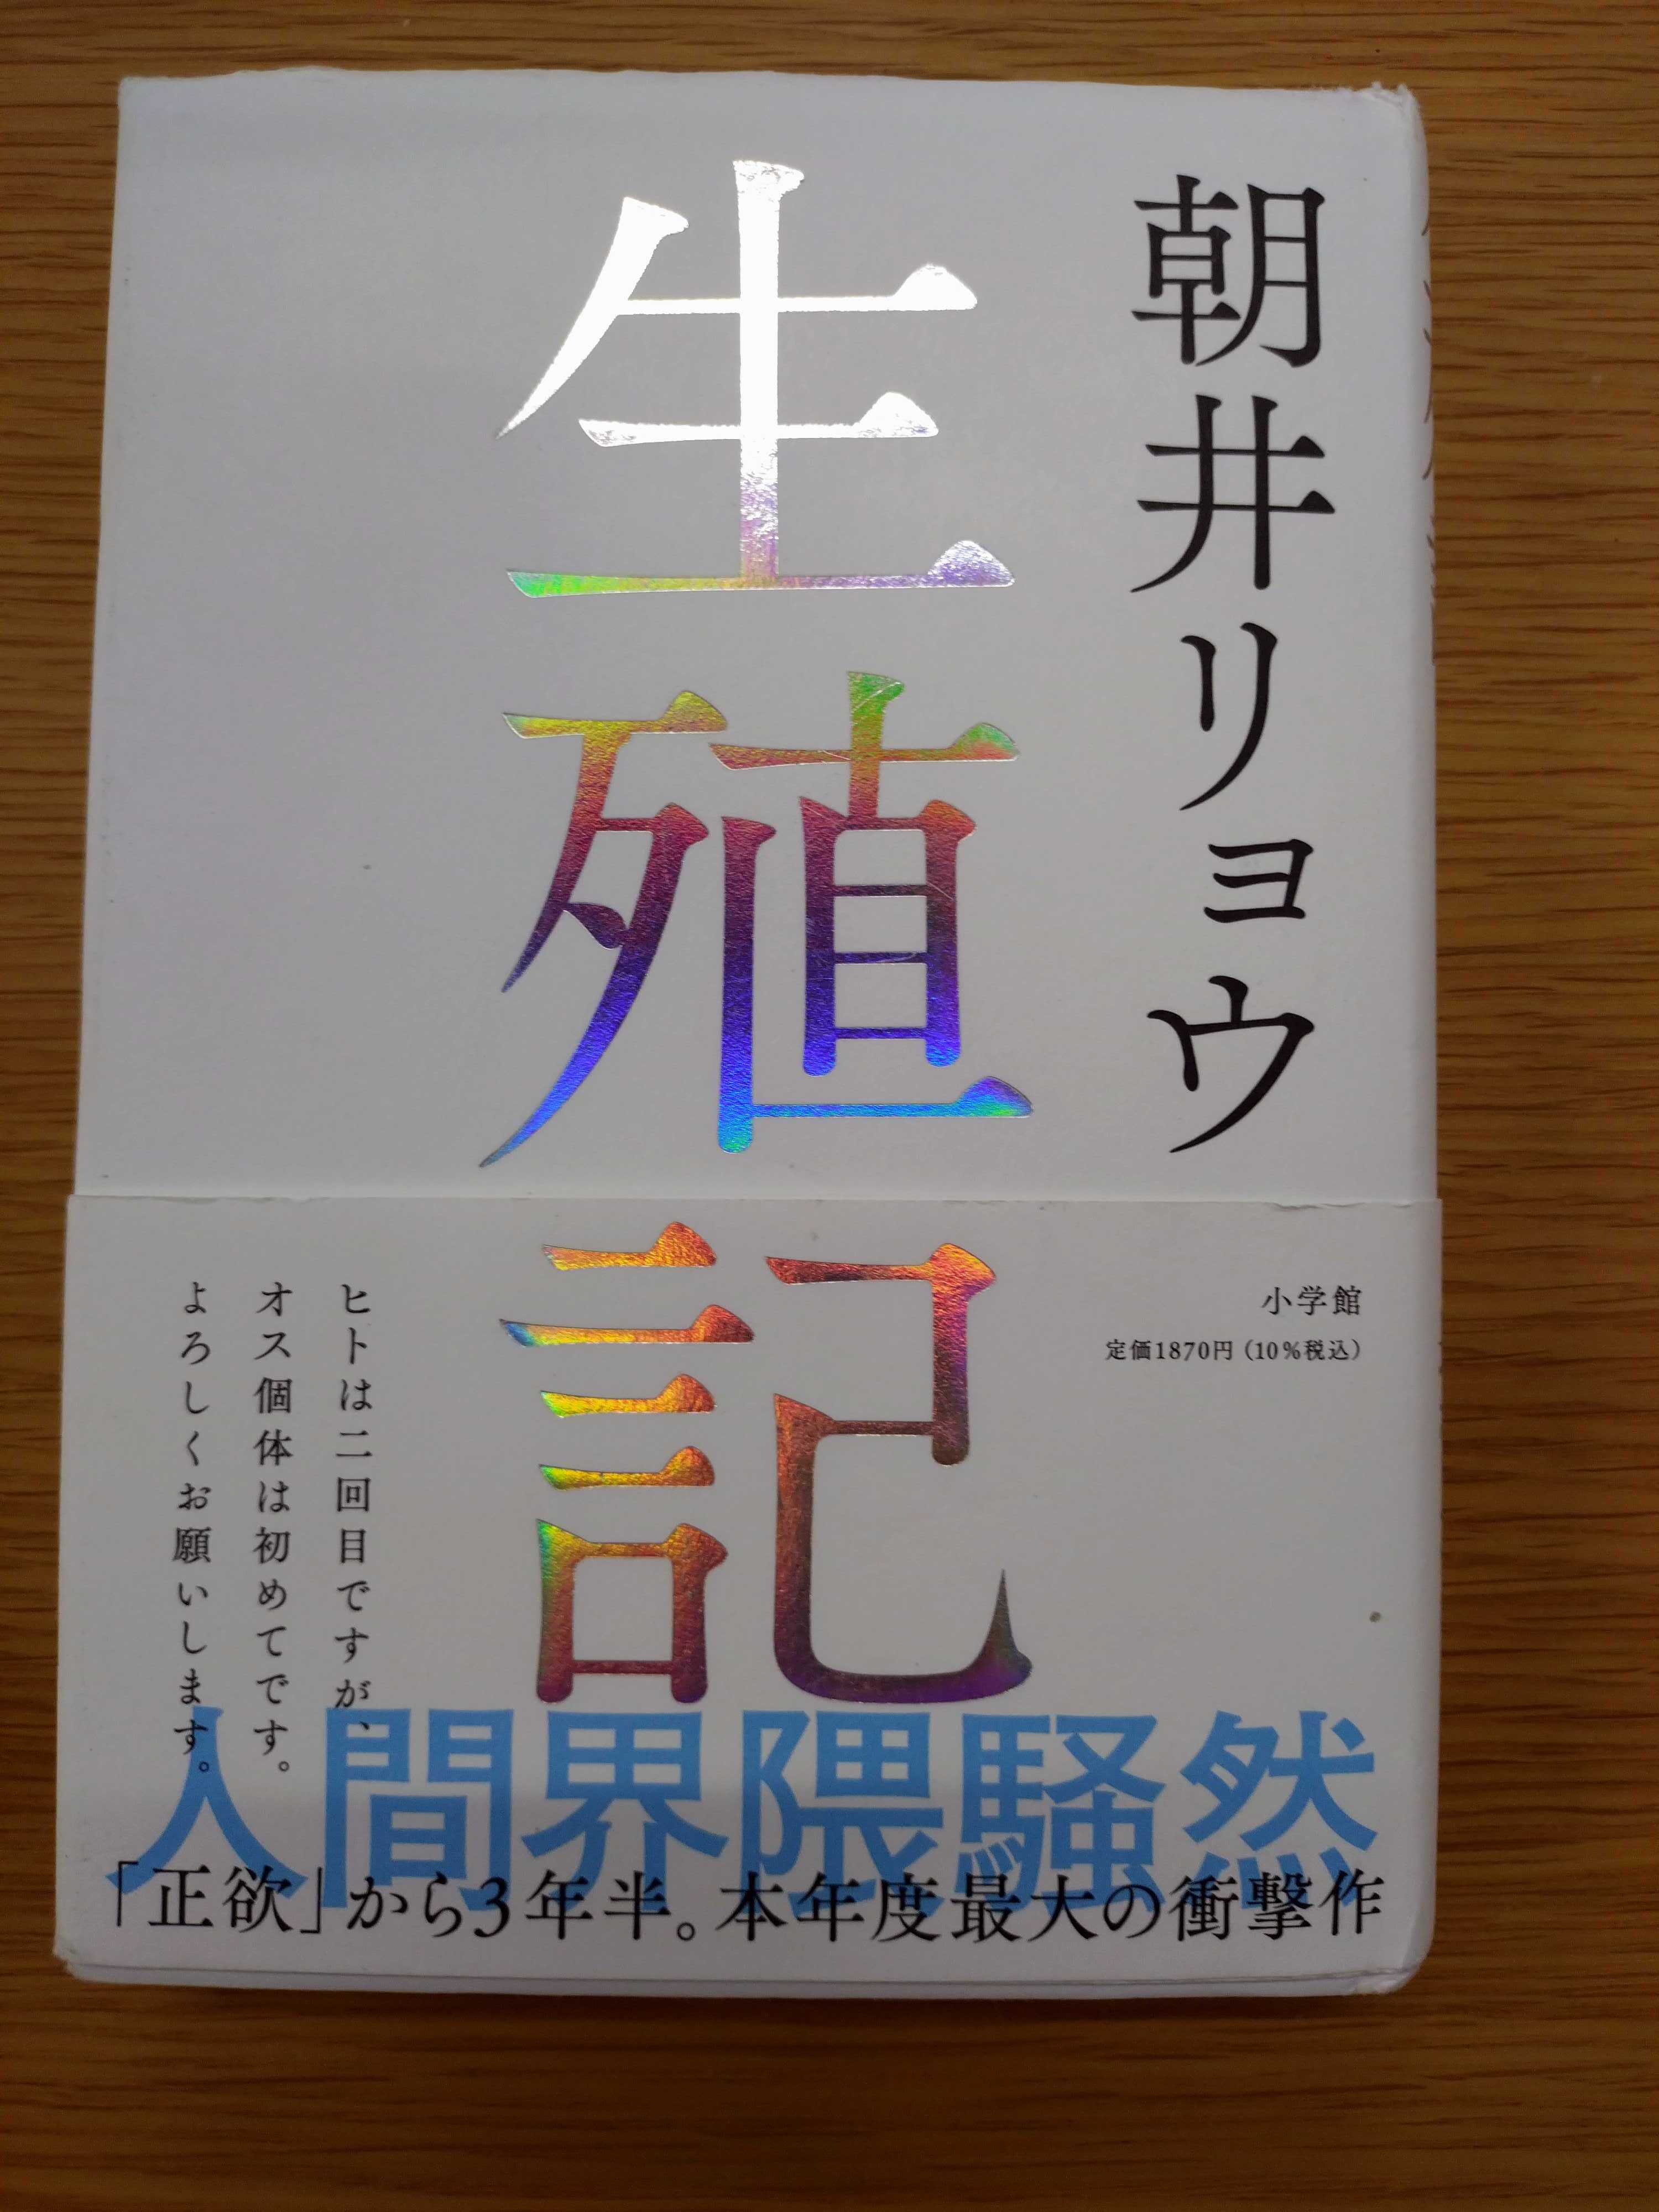 朝井リョウ
生殖記
小学館
定価1870円（10%税込）
ヒトは二回目ですが、
オス個体は初めてです。
よろしくお願いします。
人間界隈騒然
「正欲」から3年半。本年度最大の衝撃作